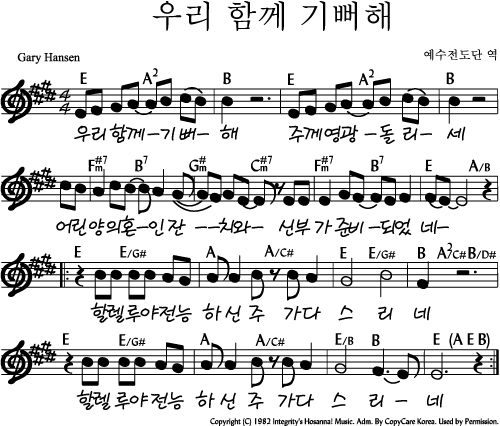 우리 함께 기뻐해
Gary Hansen 예수전도단 역
E A2 B E A2 B
4 4
우리 함께-기 뻐- 해 주께 영광-돌 리- 세
F#m7 B7 G#m C#m7 F#m7 B7 E A/B
어린 양의혼-인 잔 --치와- 신부 가 준비-되었 네-
E E/G# A A/C# E E/G# B A2 C# B/D#
할렐 루야 전능 하 신 주 가 다 스 리 네
E E/G# A A/C# E/B B E (A E B)
할렐 루야 전능 하 신 주 가 다 스 리 - 네
Copyright (C) 1982 Integrity's Hosanna! Music. Adm. By CopyCare Korea. Used by Permission.